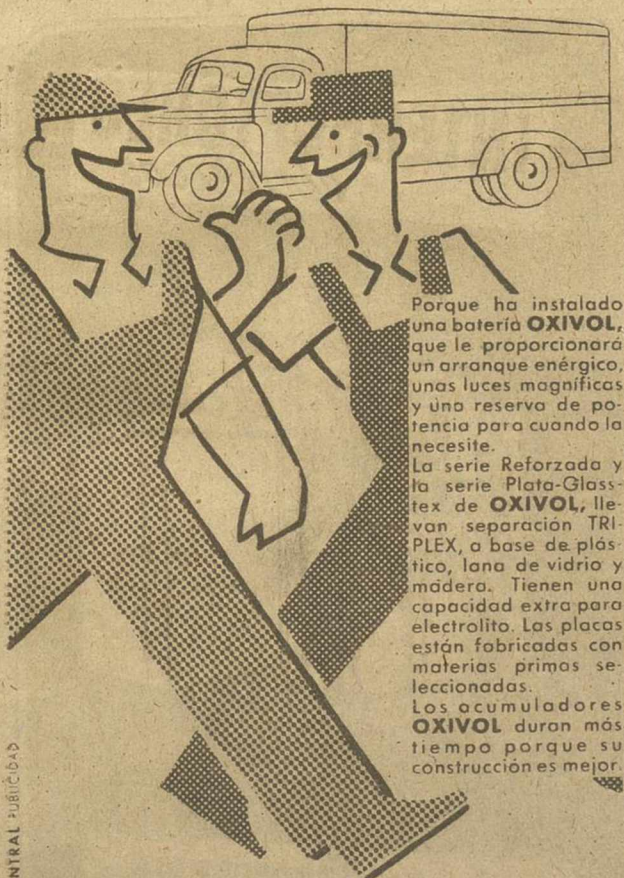 Porque ha instalado
una batería OXIVOL,
que le proporcionará
un arranque enérgico,
unas luces magníficas
y una reserva de po-
tencia para cuando la
necesite.
La serie Reforzada y
la serie Plata-Glass-
tex de OXIVOL, lle-
van separación TRI-
PLEX, a base de plás-
tico, lana de vidrio y
madera. Tienen una
capacidad extra para
electrolito. Las placas
están fabricadas con
materias primas se-
leccionadas.
Los acumuladores
OXIVOL duran más
tiempo porque su
construcción es mejor.
NTRAL PUBLICIDAD